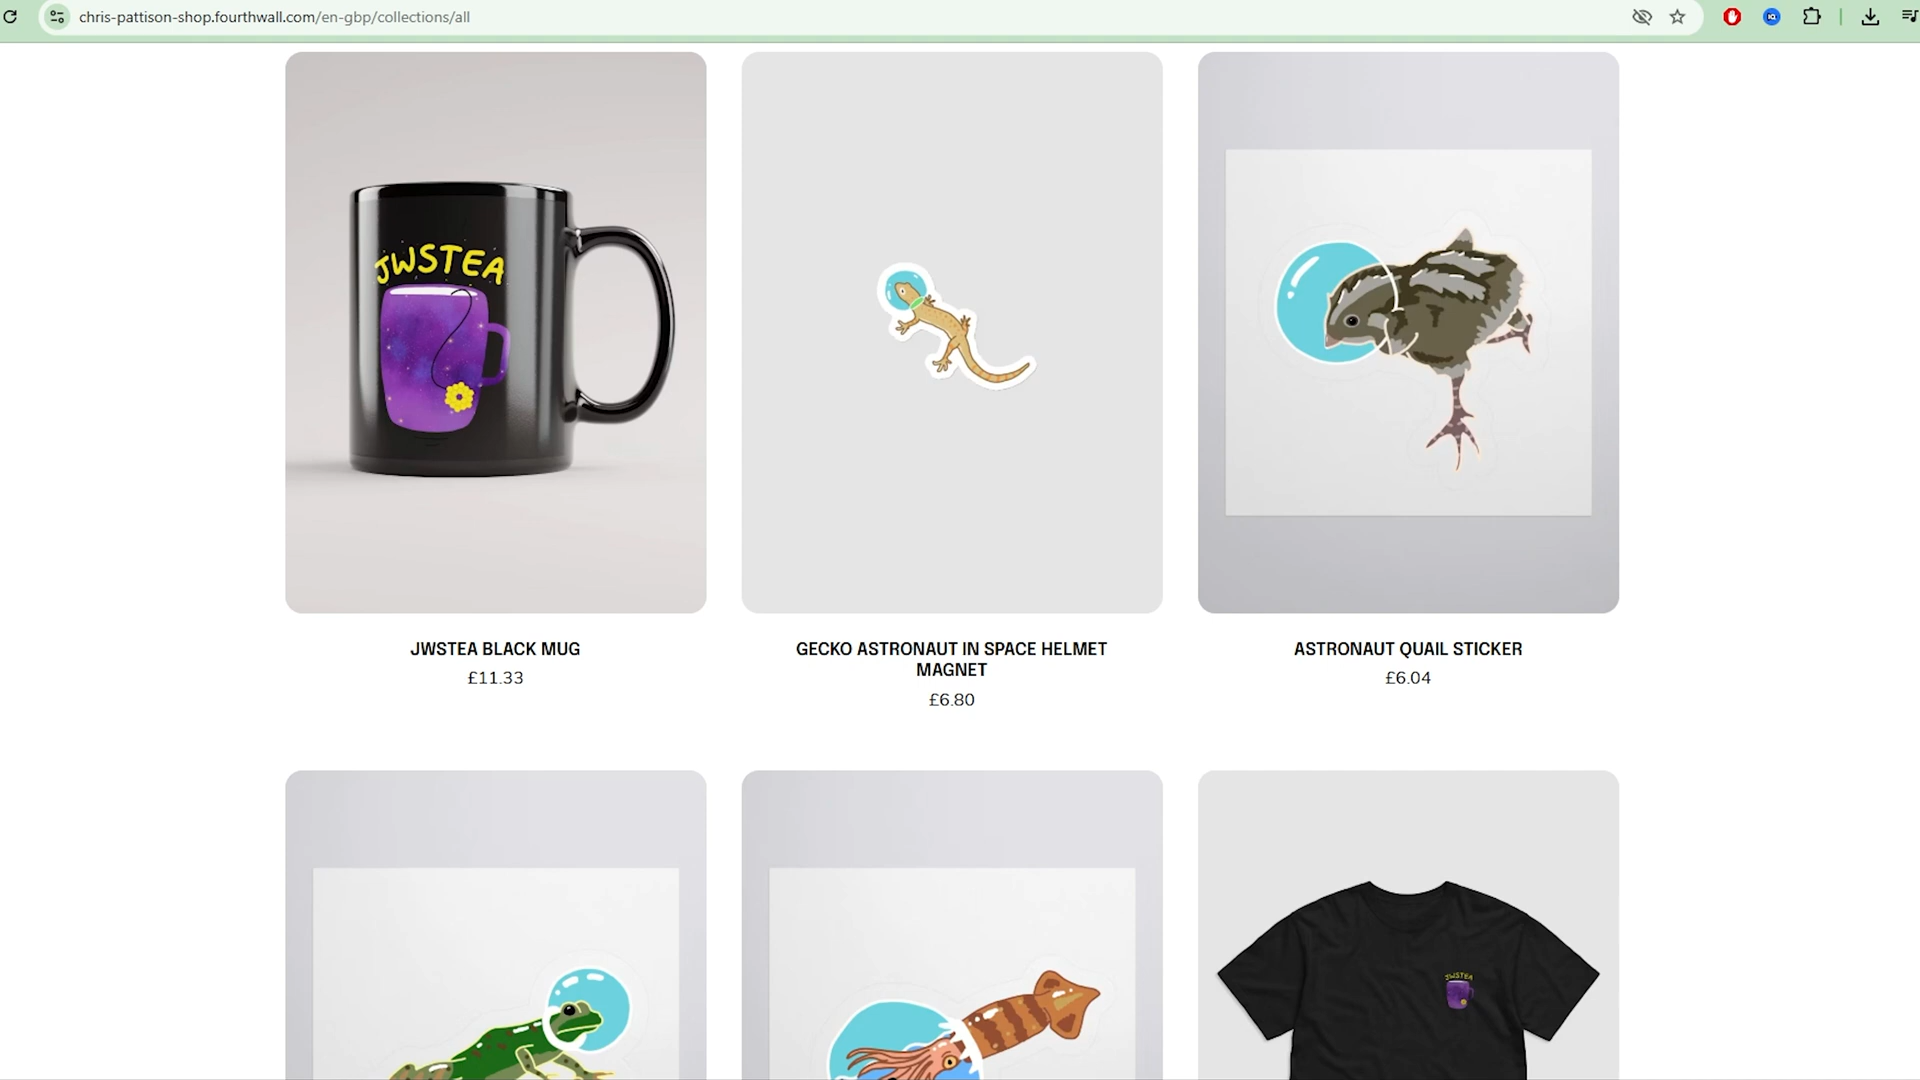 chris-pattison-shop.fourthwall.com/en-gbp/collections/all
JWSTEA
JWSTEA BLACK MUG
£11.33
GECKO ASTRONAUT IN SPACE HELMET
MAGNET
£6.80
ASTRONAUT QUAIL STICKER
£6.04
JWSTEA